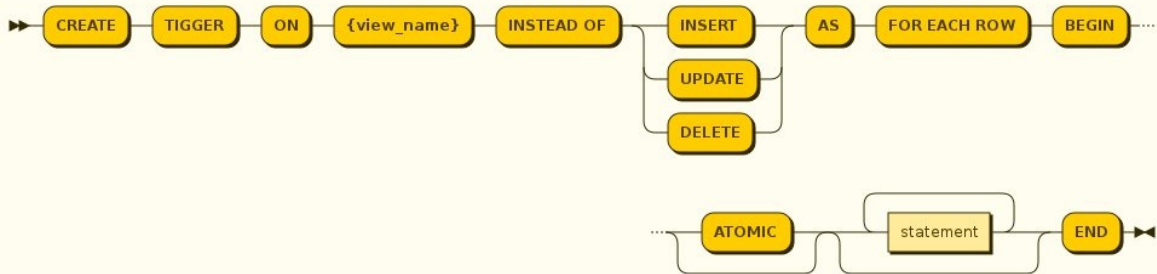 CREATE TIGGER ON {view_name} INSTEAD OF INSERT AS FOR EACH ROW BEGIN
UPDATE
DELETE
ATOMIC statement END